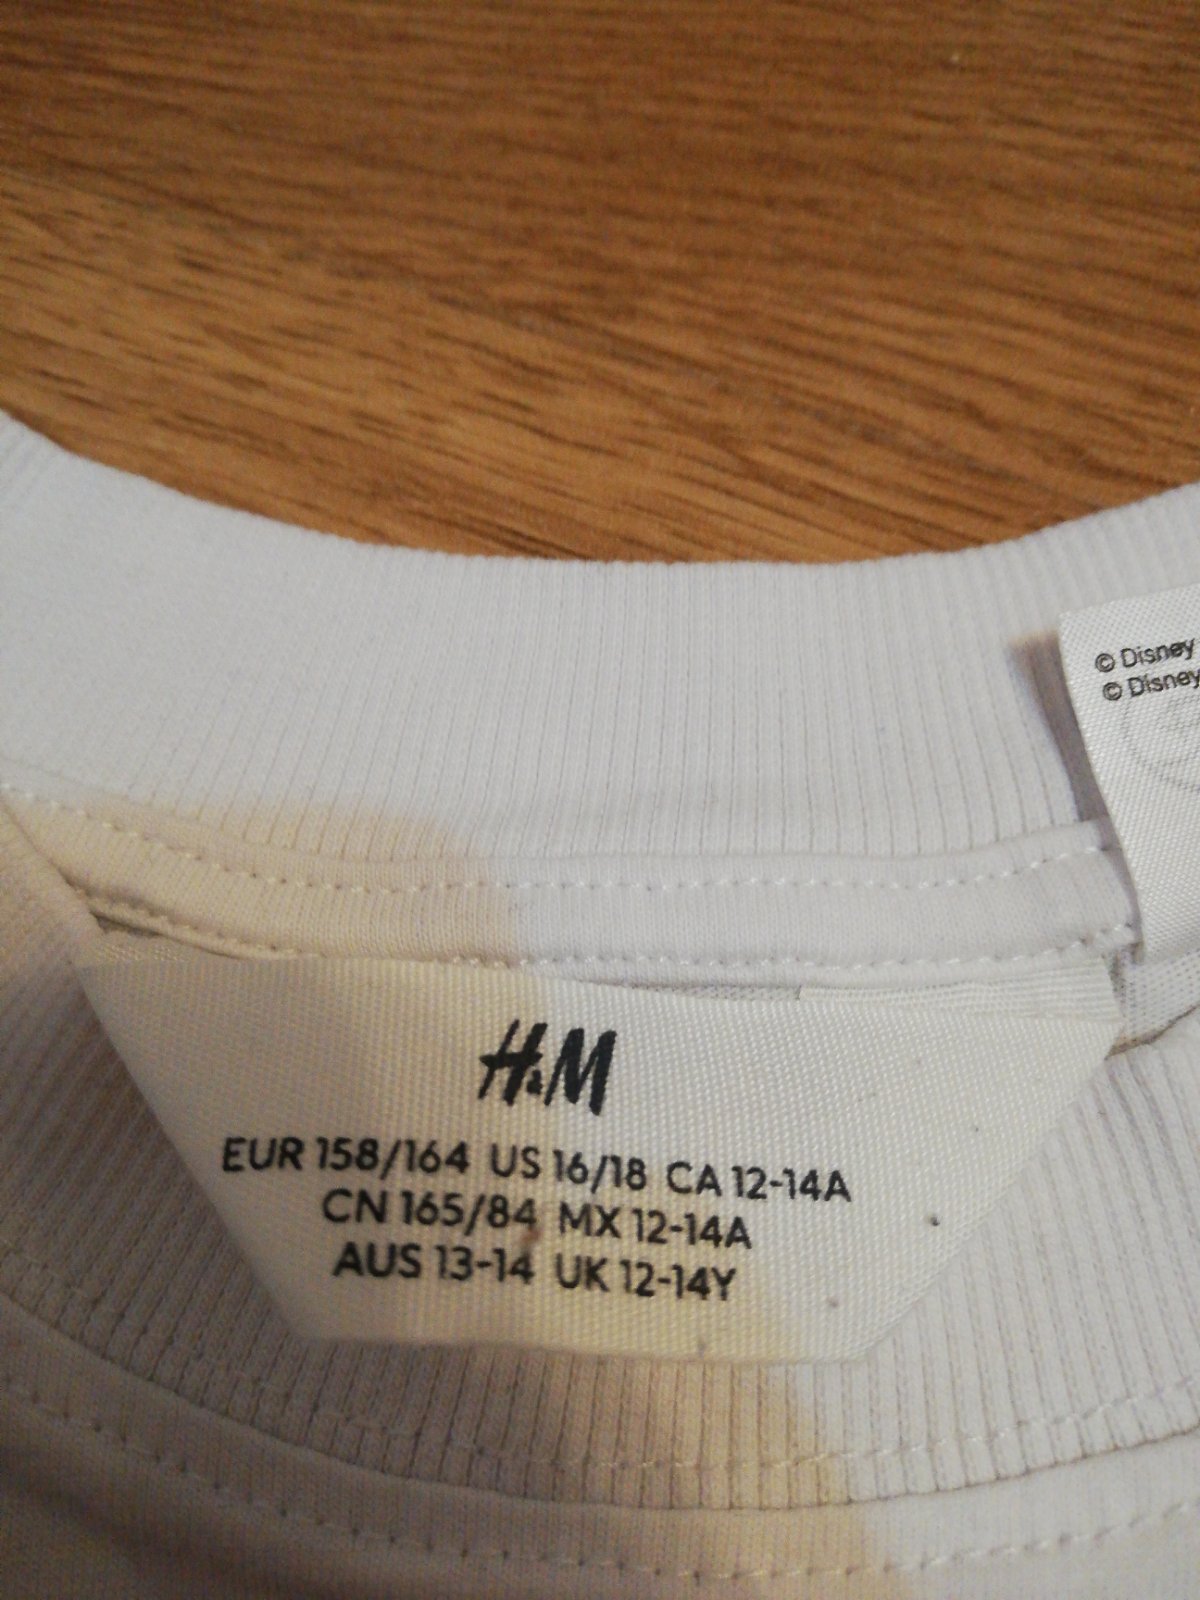 © Disney
© Disney
H&M
EUR 158/164 US 16/18 CA 12-14A
CN 165/84 MX 12-14A
AUS 13-14 UK 12-14Y